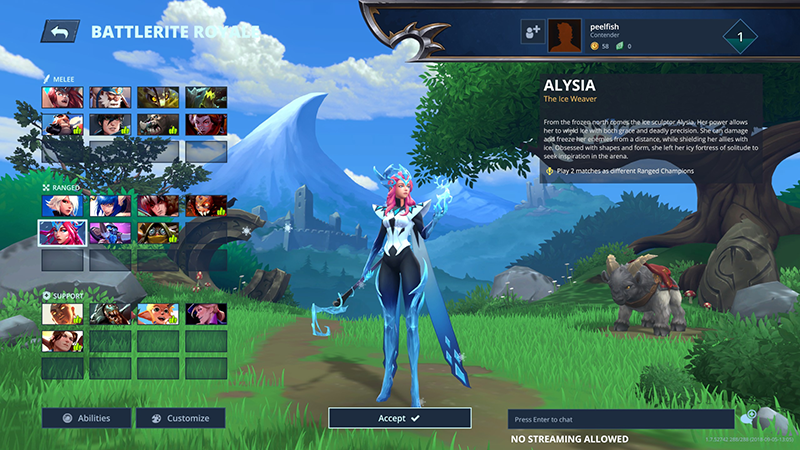 BATTLERITE ROYALE
peelfish
Contender
58
0
1
MELEE
RANGED
SUPPORT
ALYSIA
The Ice Weaver
From the frozen north comes the ice sculptor Alysia. Her power allows
her to wield ice with both grace and deadly precision. She can damage
and freeze her enemies from a distance, while shielding her allies with
ice. Obsessed with shapes and form, she left her icy fortress of solitude to
seek inspiration in the arena.
Play 2 matches as different Ranged Champions
Abilities
Customize
Accept
Press Enter to chat
NO STREAMING ALLOWED